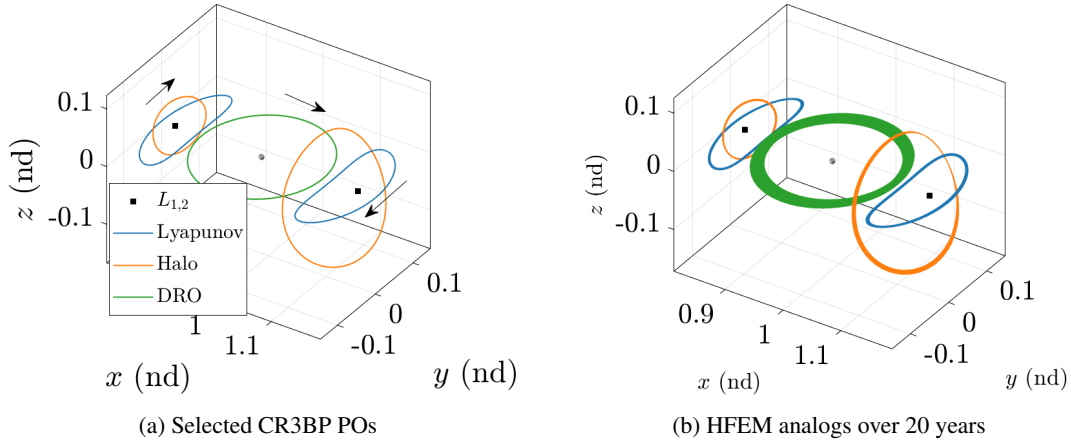 0.1
0
-0.1
z (nd)
L1,2
Lyapunov
Halo
DRO
1
1.1
x (nd)
-0.1
0
0.1
y (nd)
(a) Selected CR3BP POs
0.1
0
-0.1
z (nd)
0.9
1
1.1
x (nd)
-0.1
0
0.1
y (nd)
(b) HFEM analogs over 20 years